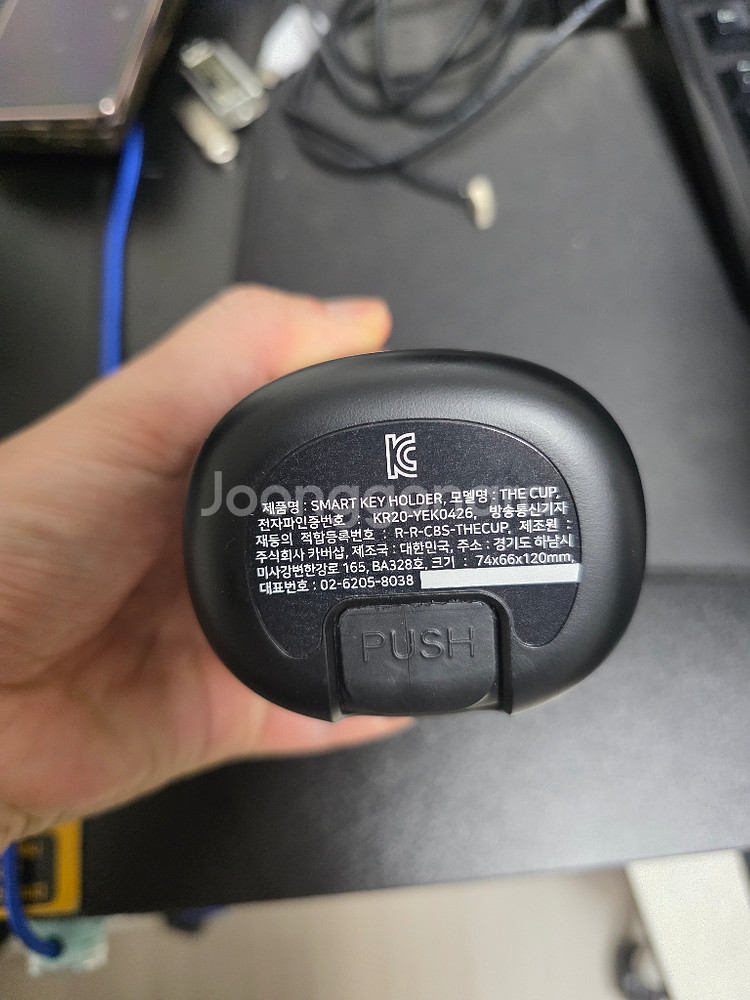 KC
Joonggona
제품명 : SMART KEY HOLDER, 모델명 : THE CUP,
전자파인증번호 : KR20-YEK0426, 방송통신기자
재등의 적합등록번호 : R-R-CBS-THECUP, 제조원 :
주식회사 카버샵, 제조국 : 대한민국, 주소 : 경기도 하남시
미사강변한강로 165, BA328호, 크기 : 74x66x120mm,
대표번호 : 02-6205-8038
PUSH